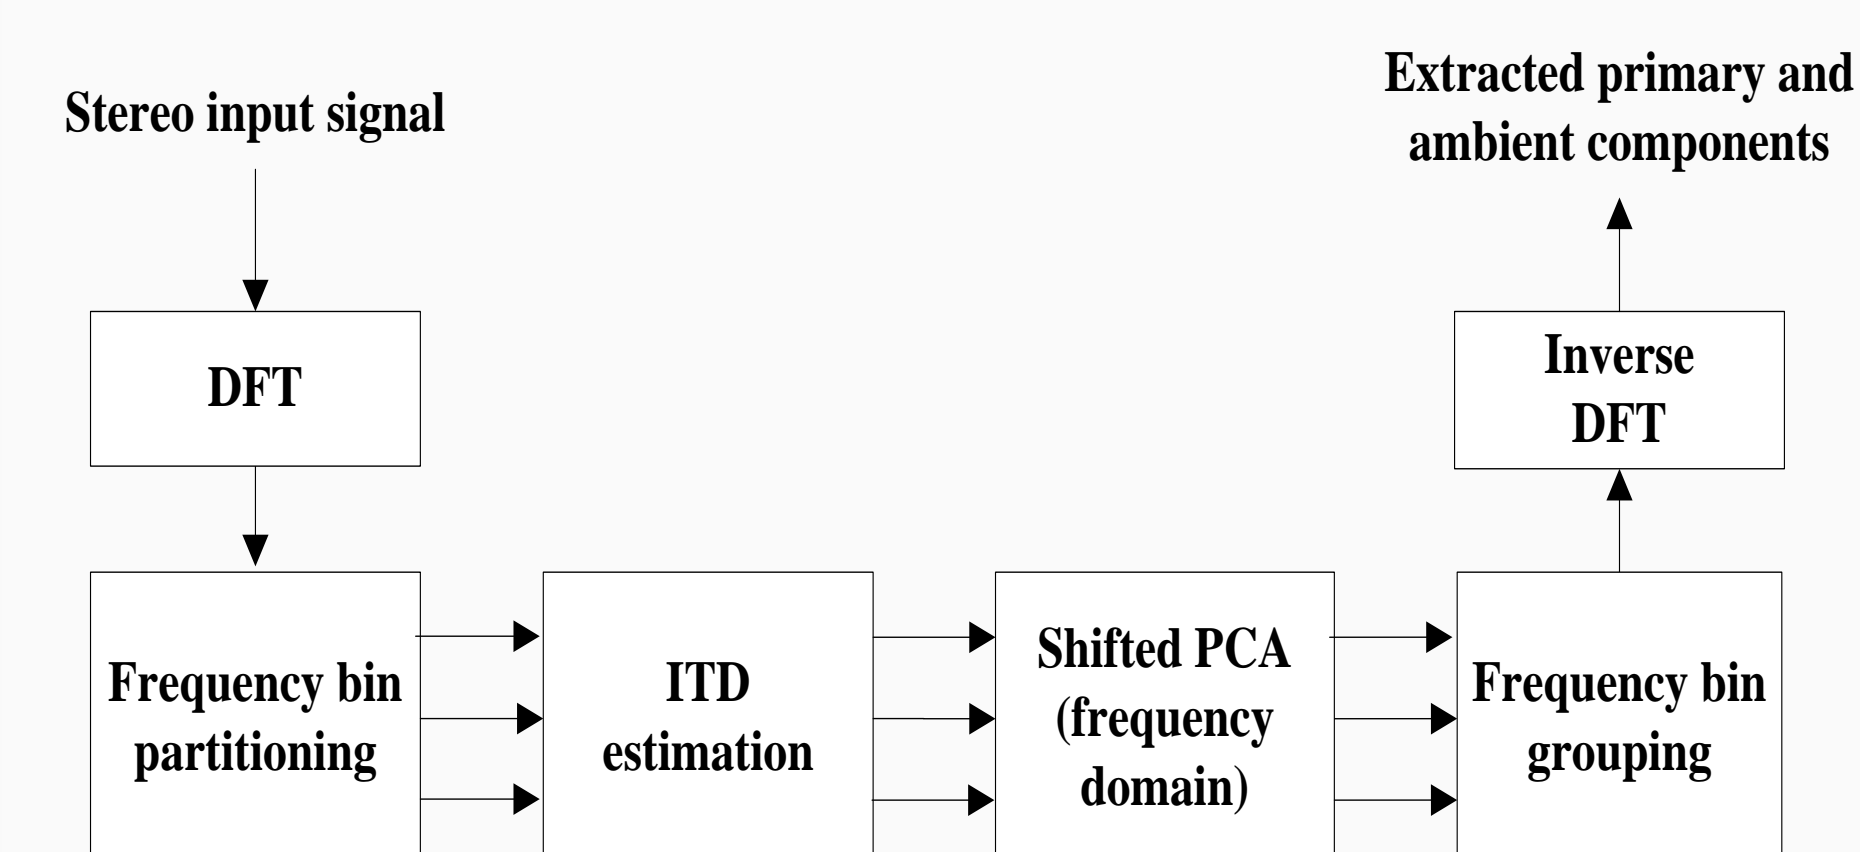 Stereo input signal
Extracted primary and
ambient components
DFT
Inverse
DFT
Frequency bin
partitioning
ITD
estimation
Shifted PCA
(frequency
domain)
Frequency bin
grouping